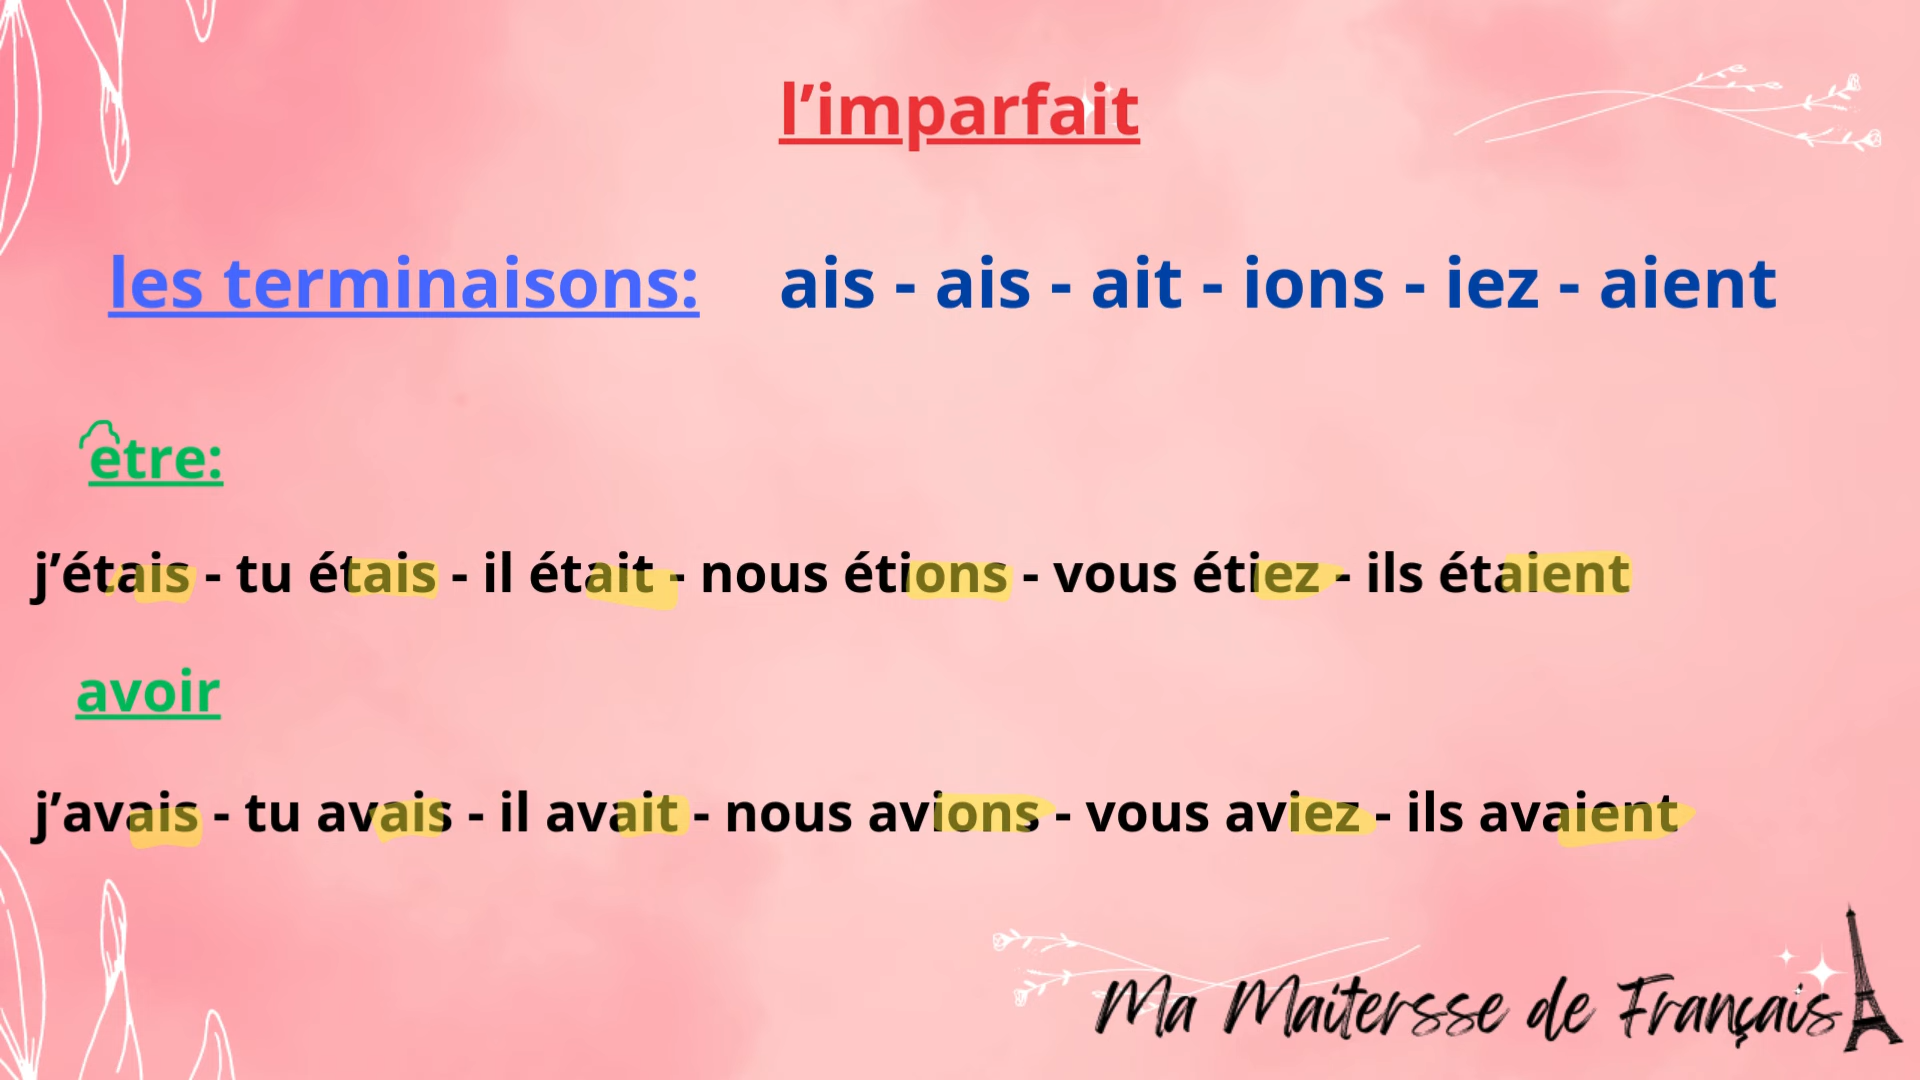 l’imparfait
les terminaisons: ais - ais - ait - ions - iez - aient
être:
j’étais - tu étais - il était - nous étions - vous étiez - ils étaient
avoir
j’avais - tu avais - il avait - nous avions - vous aviez - ils avaient
Ma Maitersse de Français